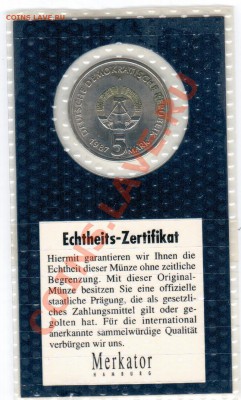 COINS.LAVE.RU
DEUTSCHE DEMOKRATISCHE REPUBLIK
1987 5 MARK
Echtheits-Zertifikat
Hiermit garantieren wir Ihnen die
Echtheit dieser Münze ohne zeitliche
Begrenzung. Mit dieser Original-
Münze besitzen Sie eine offizielle
staatliche Prägung, die als gesetzli-
ches Zahlungsmittel gilt oder ge-
golten hat. Für die international
anerkannte sammelwürdige Qualität
verbürgen wir uns.
Merkator
HAMBURG